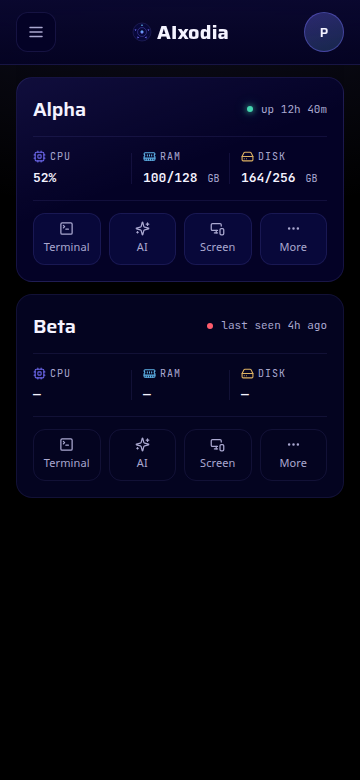 AIxodia
P
Alpha
up 12h 40m
CPU
RAM
DISK
52%
100/128 GB
164/256 GB
Terminal
AI
Screen
More
Beta
last seen 4h ago
CPU
RAM
DISK
—
—
—
Terminal
AI
Screen
More